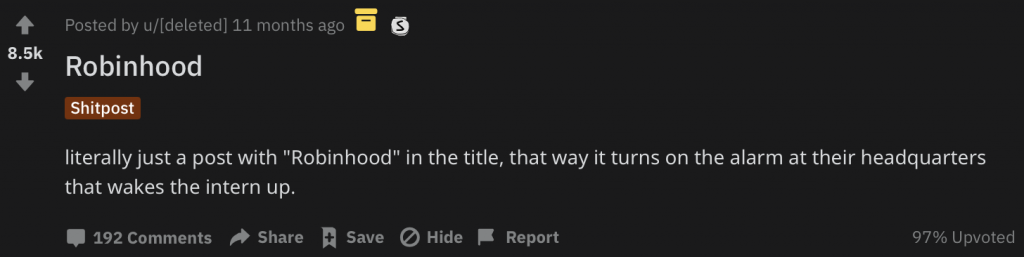 Posted by u/[deleted] 11 months ago
8.5k
Robinhood
Shitpost
literally just a post with "Robinhood" in the title, that way it turns on the alarm at their headquarters
that wakes the intern up.
192 Comments Share Save Hide Report 97% Upvoted